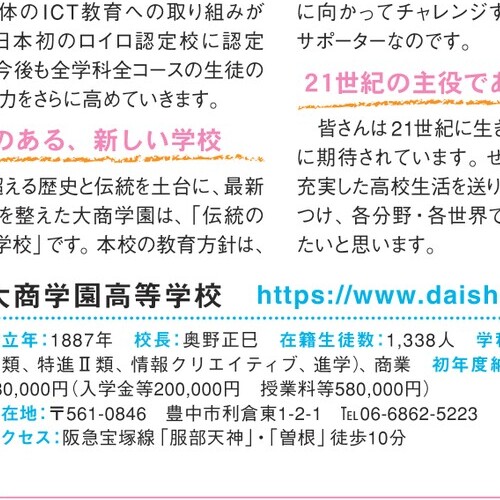 体のICT教育への取り組みが
日本初のロイロ認定校に認定
今後も全学科全コースの生徒の
力をさらに高めていきます。
のある、新しい学校
超える歴史と伝統を土台に、最新
を整えた大商学園は、「伝統の
学校」です。本校の教育方針は、
に向かってチャレンジす
サポーターなのです。
21世紀の主役であ
皆さんは21世紀に生き
に期待されています。ぜ
充実した高校生活を送り
つけ、各分野・各世界で
たいと思います。
大商学園高等学校 https://www.daish
立年:1887年 校長:奥野正巳 在籍生徒数:1,338人 学科
類、特進Ⅱ類、情報クリエイティブ、進学)、商業 初年度納
80,000円(入学金等200,000円 授業料等580,000円)
在地:〒561-0846 豊中市利倉東1-2-1 ℡06-6862-5223
クセス:阪急宝塚線「服部天神」・「曽根」徒歩10分